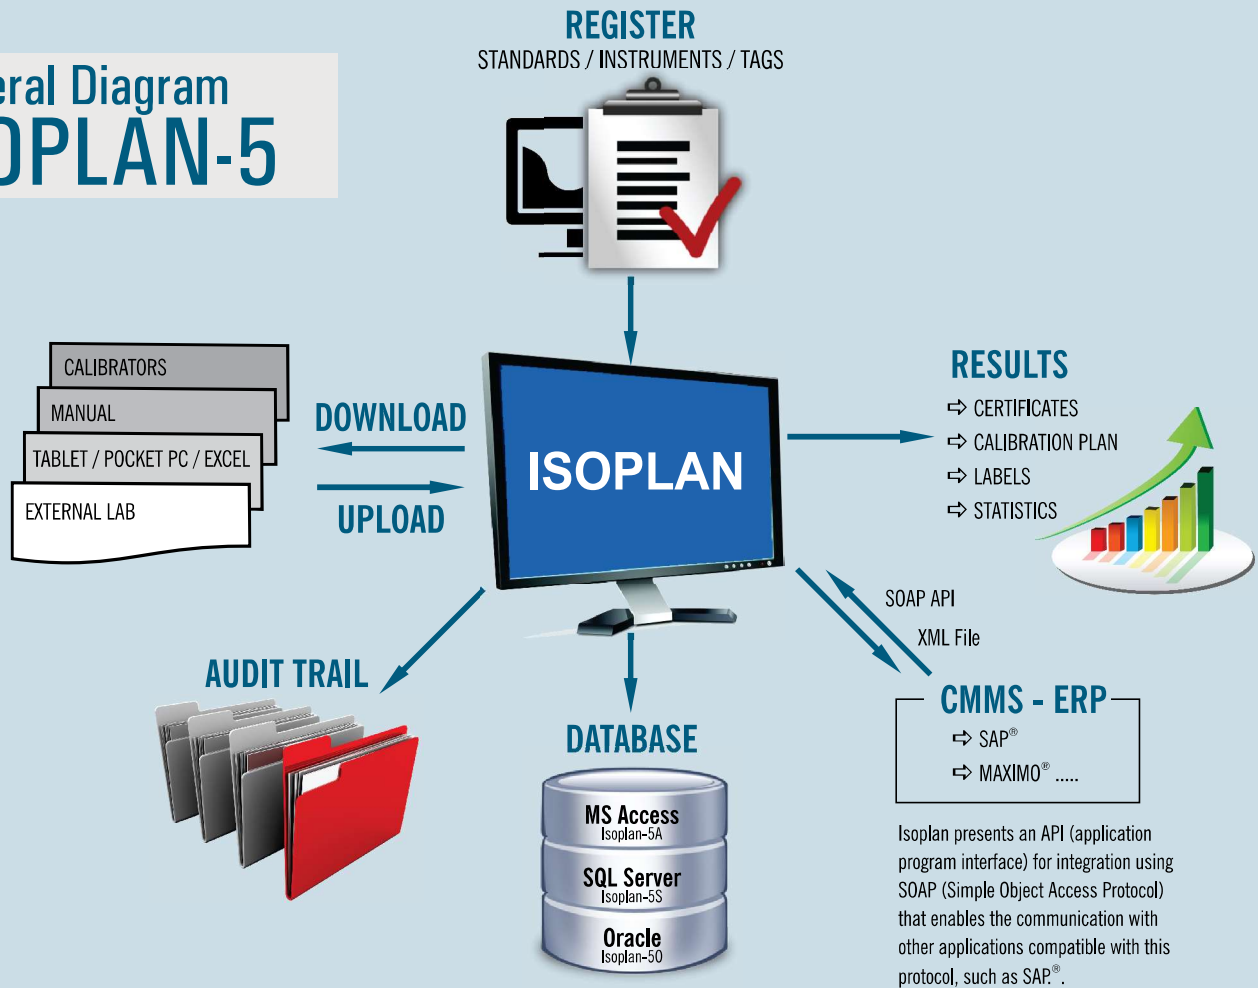 REGISTER
STANDARDS / INSTRUMENTS / TAGS
eral Diagram
OPLAN-5
CALIBRATORS
MANUAL
TABLET / POCKET PC / EXCEL
EXTERNAL LAB
DOWNLOAD
UPLOAD
ISOPLAN
RESULTS
⇨ CERTIFICATES
⇨ CALIBRATION PLAN
⇨ LABELS
⇨ STATISTICS
SOAP API
XML File
AUDIT TRAIL
DATABASE
MS Access
Isoplan-5A
SQL Server
Isoplan-5S
Oracle
Isoplan-5O
CMMS - ERP
⇨ SAP®
⇨ MAXIMO® .....
Isoplan presents an API (application
program interface) for integration using
SOAP (Simple Object Access Protocol)
that enables the communication with
other applications compatible with this
protocol, such as SAP.®.